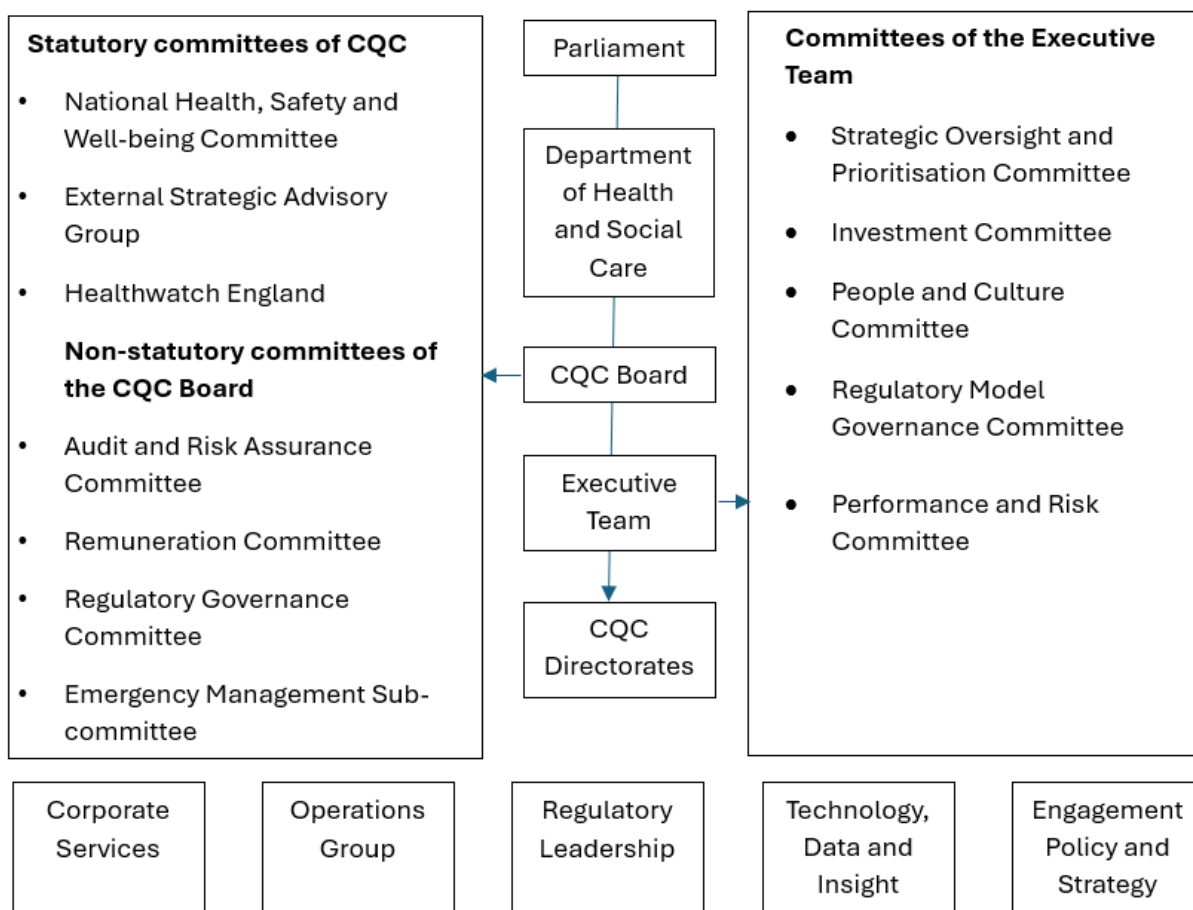 Statutory committees of CQC
• National Health, Safety and
Well-being Committee
• External Strategic Advisory
Group
• Healthwatch England
Non-statutory committees of
the CQC Board
• Audit and Risk Assurance
Committee
• Remuneration Committee
• Regulatory Governance
Committee
• Emergency Management Sub-
committee
Parliament
Department
of Health
and Social
Care
CQC Board
Executive
Team
CQC
Directorates
Committees of the Executive
Team
• Strategic Oversight and
Prioritisation Committee
• Investment Committee
• People and Culture
Committee
• Regulatory Model
Governance Committee
• Performance and Risk
Committee
Corporate
Services
Operations
Group
Regulatory
Leadership
Technology,
Data and
Insight
Engagement
Policy and
Strategy